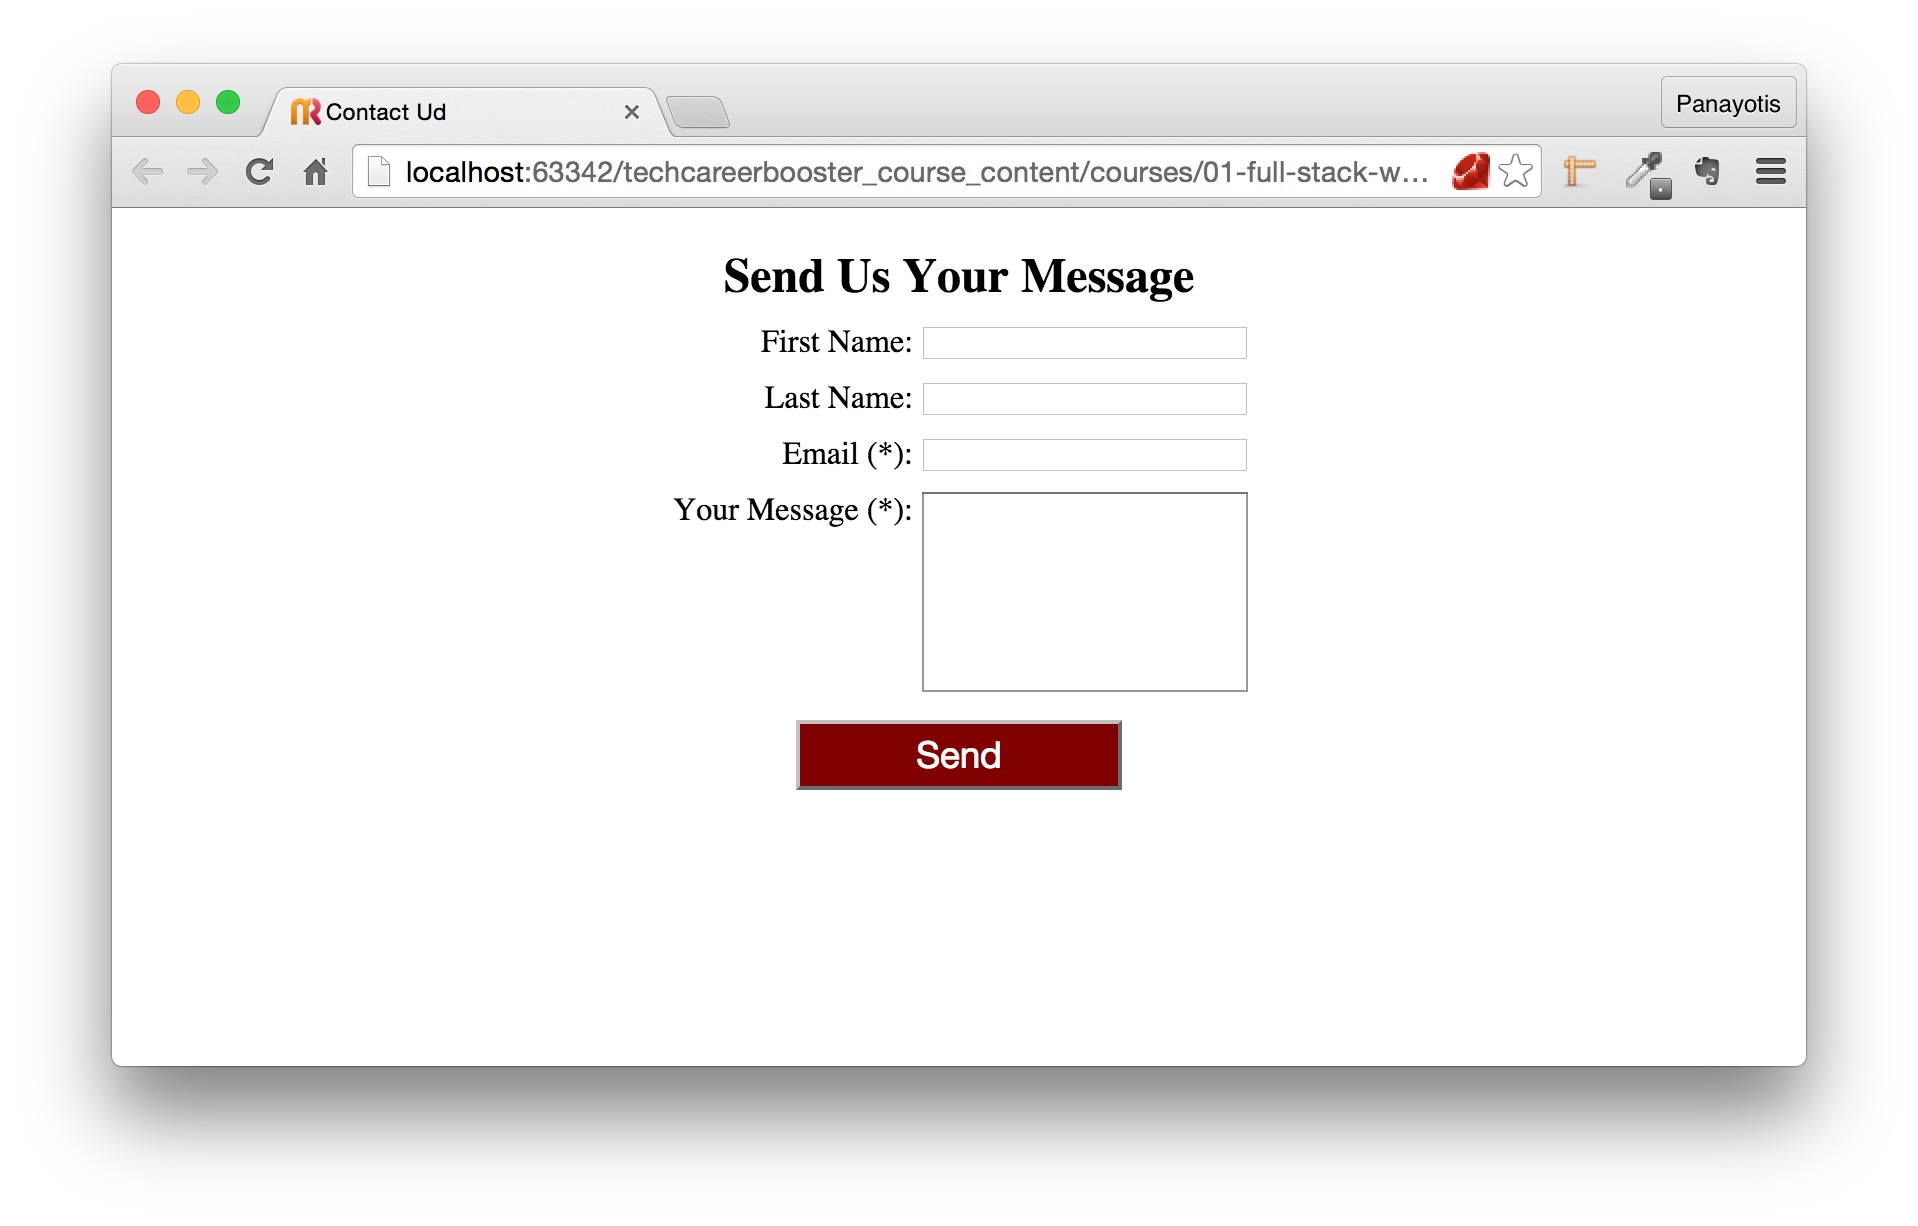 Contact Ud
Panayotis
localhost:63342/techcareerbooster_course_content/courses/01-full-stack-w...
Send Us Your Message
First Name:
Last Name:
Email (*):
Your Message (*):
Send